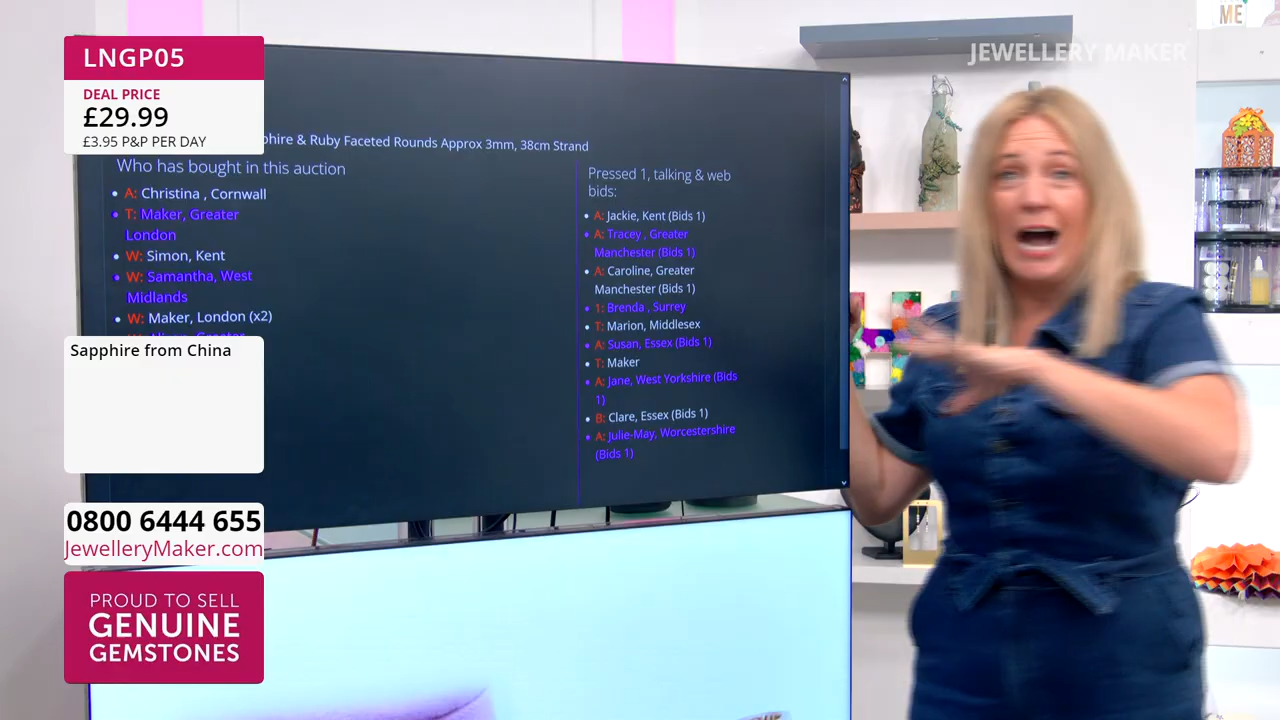 LNGP05
DEAL PRICE
£29.99
£3.95 P&P PER DAY
& Ruby Faceted Rounds Approx 3mm, 38cm Strand
Who has bought in this auction
A: Christina , Cornwall
T: Maker, Greater
London
W: Simon, Kent
W: Samantha, West
Midlands
W: Maker, London (x2)
Pressed 1, talking & web
bids:
A: Jackie, Kent (Bids 1)
A: Tracey , Greater
Manchester (Bids 1)
A: Caroline, Greater
Manchester (Bids 1)
1: Brenda , Surrey
T: Marion, Middlesex
A: Susan, Essex (Bids 1)
T: Maker
A: Jane, West Yorkshire (Bids
1)
B: Clare, Essex (Bids 1)
A: Julie-May, Worcestershire
(Bids 1)
Sapphire from China
0800 6444 655
JewelleryMaker.com
PROUD TO SELL
GENUINE
GEMSTONES
JEWELLERY MAKER
ME